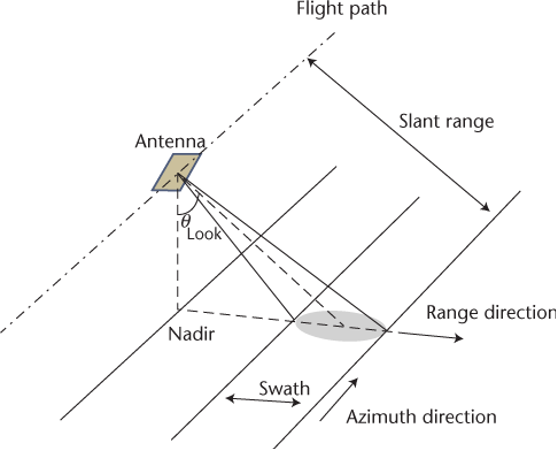 Flight path
Slant range
Antenna
θ
Look
Nadir
Range direction
Swath
Azimuth direction